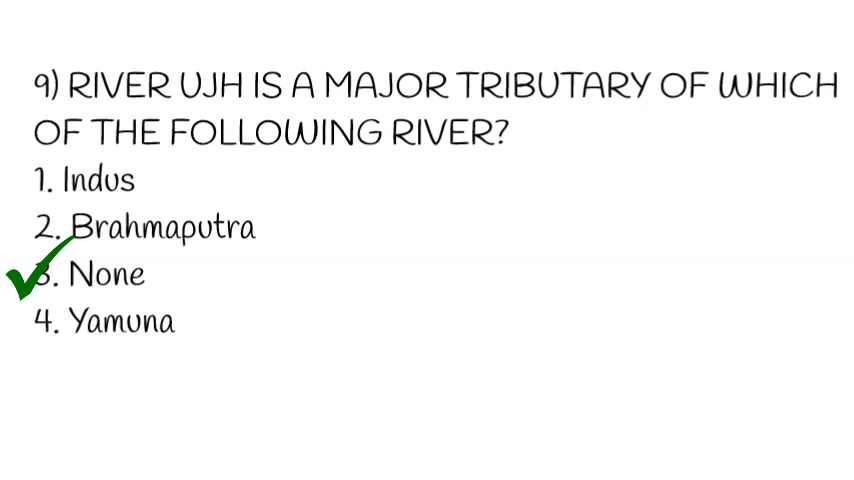 9) RIVER UJH IS A MAJOR TRIBUTARY OF WHICH
OF THE FOLLOWING RIVER?
1. Indus
2. Brahmaputra
3. None
4. Yamuna